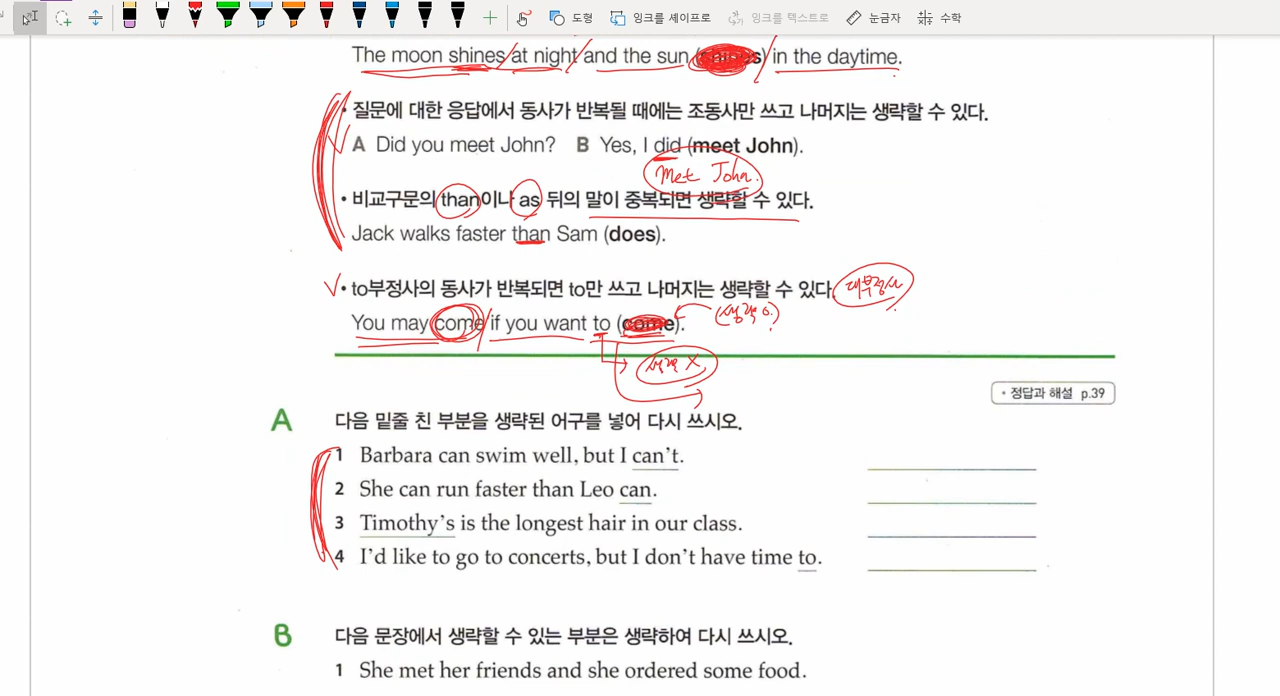 도형 잉크를 셰이프로 잉크를 텍스트로 눈금자 수학
The moon shines at night and the sun in the daytime.
• 질문에 대한 응답에서 동사가 반복될 때에는 조동사만 쓰고 나머지는 생략할 수 있다.
A Did you meet John? B Yes, I did (meet John).
Met John.
• 비교구문의 than이나 as 뒤의 말이 중복되면 생략할 수 있다.
Jack walks faster than Sam (does).
• to부정사의 동사가 반복되면 to만 쓰고 나머지는 생략할 수 있다. 대부정사
You may come if you want to (come). (생략 o.)
생략 X
• 정답과 해설 p.39
A 다음 밑줄 친 부분을 생략된 어구를 넣어 다시 쓰시오.
1 Barbara can swim well, but I can't.
2 She can run faster than Leo can.
3 Timothy's is the longest hair in our class.
4 I'd like to go to concerts, but I don't have time to.
B 다음 문장에서 생략할 수 있는 부분은 생략하여 다시 쓰시오.
1 She met her friends and she ordered some food.